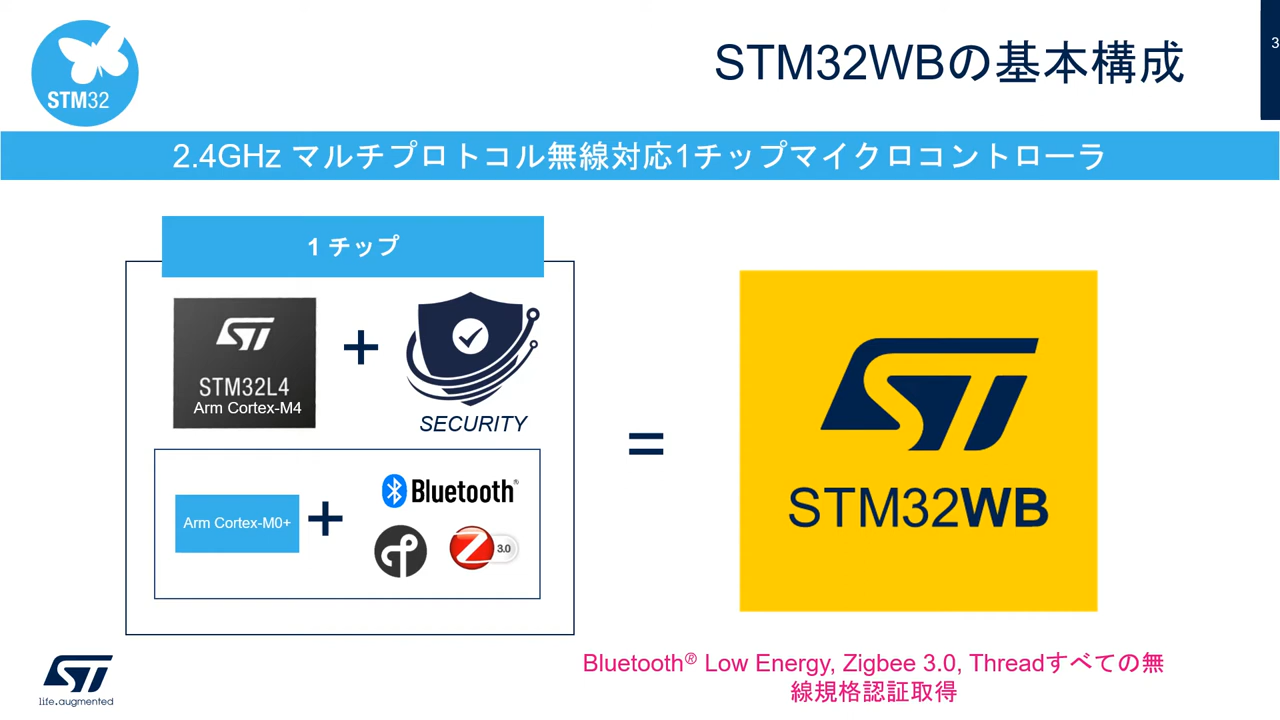 STM32
STM32WBの基本構成
3
2.4GHz マルチプロトコル無線対応1チップマイクロコントローラ
1 チップ
ST
STM32L4
Arm Cortex-M4
+
SECURITY
Arm Cortex-M0+
+
Bluetooth®
Z 3.0
=
ST
STM32WB
Bluetooth® Low Energy, Zigbee 3.0, Threadすべての無
線規格認証取得
ST
life.augmented